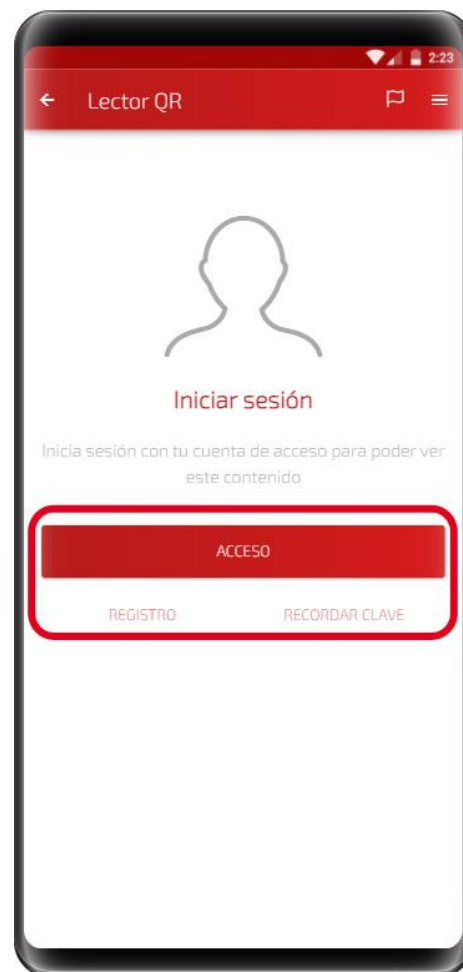 2:23
Lector QR
Iniciar sesión
Inicia sesión con tu cuenta de acceso para poder ver
este contenido
ACCESO
REGISTRO RECORDAR CLAVE